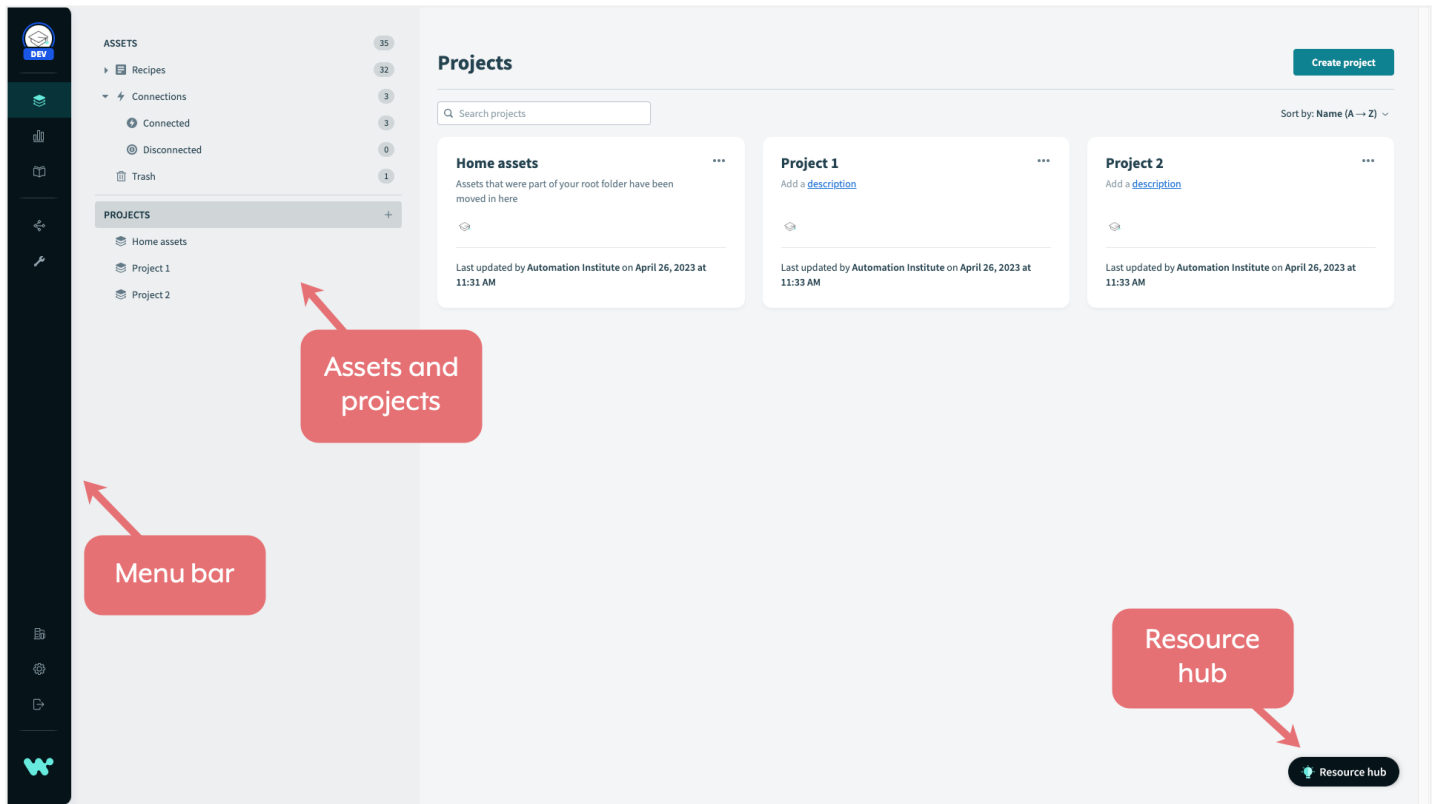 DEV
ASSETS 35
Recipes 32
Connections 3
Connected 3
Disconnected 0
Trash 1
PROJECTS +
Home assets
Project 1
Project 2
Assets and
projects
Menu bar
Projects
Create project
Search projects
Sort by: Name (A → Z)
Home assets
Assets that were part of your root folder have been
moved in here
Last updated by Automation Institute on April 26, 2023 at
11:31 AM
Project 1
Add a description
Last updated by Automation Institute on April 26, 2023 at
11:33 AM
Project 2
Add a description
Last updated by Automation Institute on April 26, 2023 at
11:33 AM
Resource
hub
Resource hub